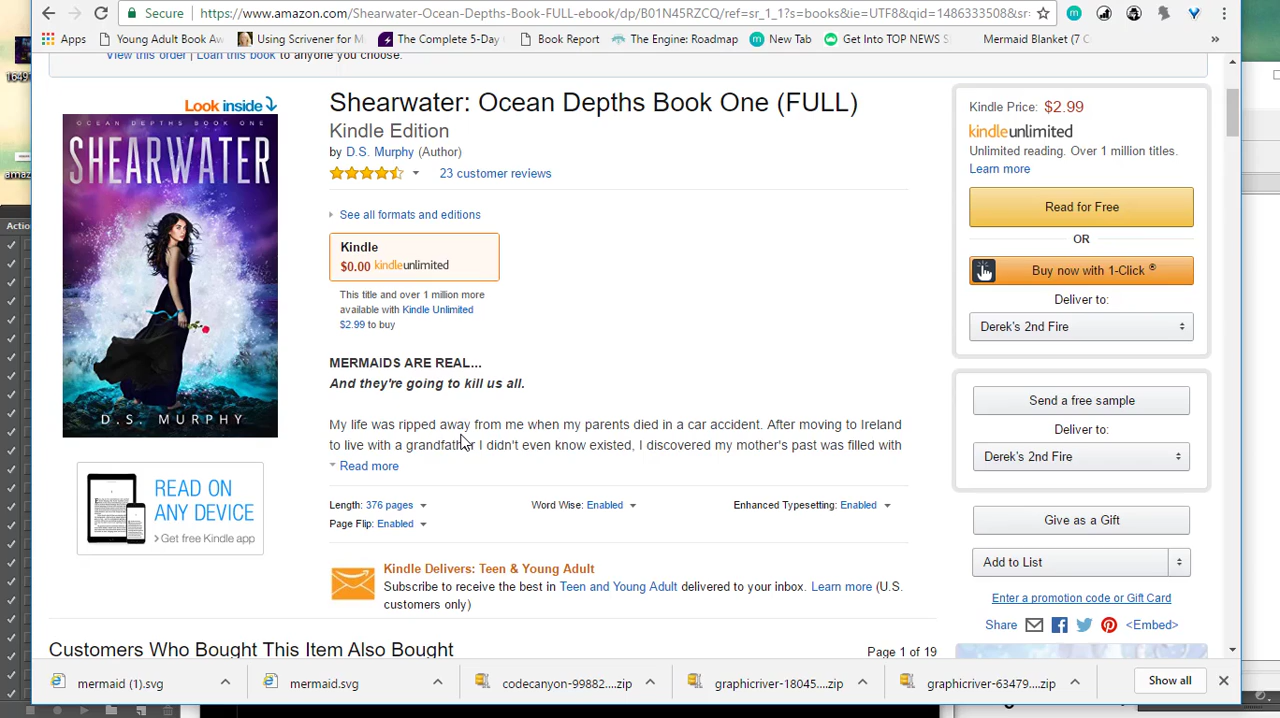 Secure https://www.amazon.com/Shearwater-Ocean-Depths-Book-FULL-ebook/dp/B01N45RZCQ/ref=sr_1_1?s=books&ie=UTF8&qid=1486333508&sr:
Apps Young Adult Book Aw Using Scrivener for M The Complete 5-Day Book Report The Engine: Roadm New Tab Get Into TOP NEWS S Mermaid Blanket (7 C »
View this order | Loan this book to anyone you choose.
1649
amaz
Actio
Look inside
OCEAN DEPTHS BOOK ONE
SHEARWATER
D.S. MURPHY
READ ON
ANY DEVICE
› Get free Kindle app
Shearwater: Ocean Depths Book One (FULL)
Kindle Edition
by D.S. Murphy (Author)
23 customer reviews
See all formats and editions
Kindle
$0.00 kindleunlimited
This title and over 1 million more
available with Kindle Unlimited
$2.99 to buy
MERMAIDS ARE REAL...
And they're going to kill us all.
My life was ripped away from me when my parents died in a car accident. After moving to Ireland
to live with a grandfather I didn't even know existed, I discovered my mother's past was filled with
Read more
Length: 376 pages Word Wise: Enabled Enhanced Typesetting: Enabled
Page Flip: Enabled
Kindle Delivers: Teen & Young Adult
Subscribe to receive the best in Teen and Young Adult delivered to your inbox. Learn more (U.S.
customers only)
Customers Who Bought This Item Also Bought Page 1 of 19
Kindle Price: $2.99
kindleunlimited
Unlimited reading. Over 1 million titles.
Learn more
Read for Free
OR
Buy now with 1-Click ®
Deliver to:
Derek's 2nd Fire
Send a free sample
Deliver to:
Derek's 2nd Fire
Give as a Gift
Add to List
Enter a promotion code or Gift Card
Share <Embed>
mermaid (1).svg mermaid.svg codecanyon-99882....zip graphicriver-18045....zip graphicriver-63479....zip Show all